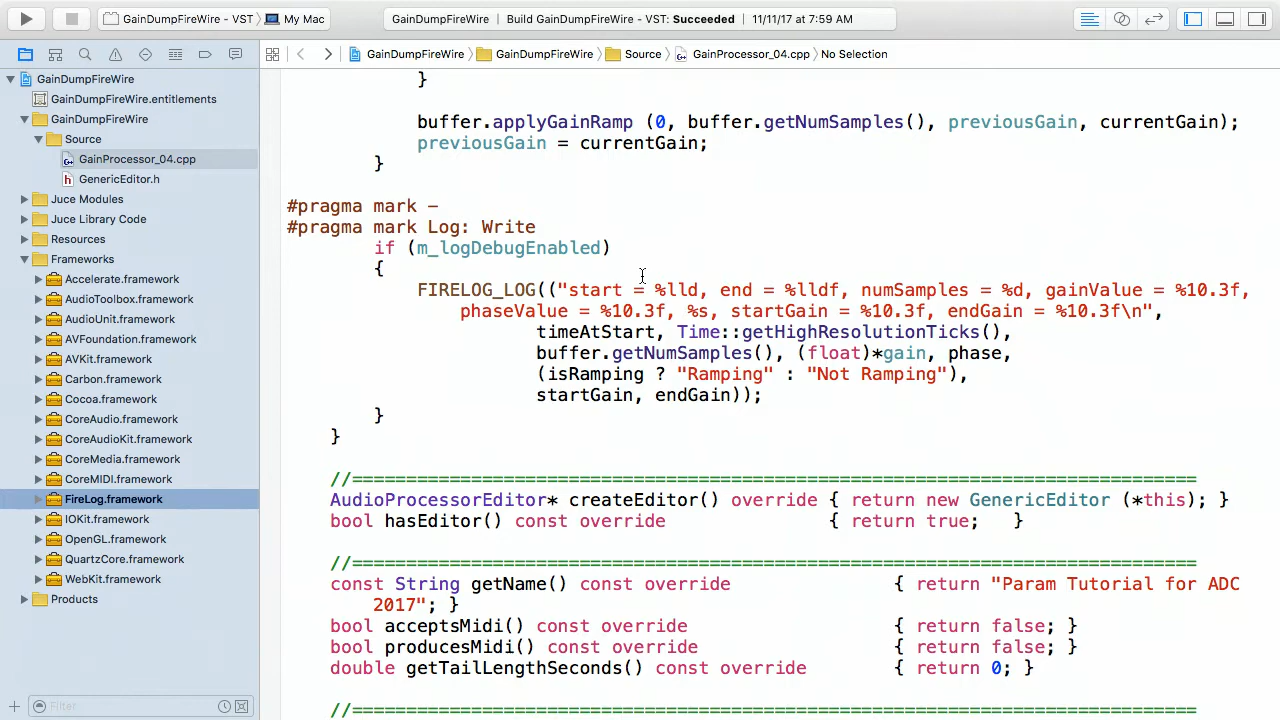 GainDumpFireWire - VST〉 My Mac
GainDumpFireWire | Build GainDumpFireWire - VST: Succeeded | 11/11/17 at 7:59 AM
GainDumpFireWire 〉 GainDumpFireWire 〉 Source 〉 GainProcessor_04.cpp 〉 No Selection
GainDumpFireWire
GainDumpFireWire.entitlements
GainDumpFireWire
Source
GainProcessor_04.cpp
GenericEditor.h
Juce Modules
Juce Library Code
Resources
Frameworks
Accelerate.framework
AudioToolbox.framework
AudioUnit.framework
AVFoundation.framework
AVKit.framework
Carbon.framework
Cocoa.framework
CoreAudio.framework
CoreAudioKit.framework
CoreMedia.framework
CoreMIDI.framework
FireLog.framework
IOKit.framework
OpenGL.framework
QuartzCore.framework
WebKit.framework
Products
Filter
}
buffer.applyGainRamp (0, buffer.getNumSamples(), previousGain, currentGain);
previousGain = currentGain;
}
#pragma mark -
#pragma mark Log: Write
if (m_logDebugEnabled)
{
FIRELOG_LOG(("start = %lld, end = %lldf, numSamples = %d, gainValue = %10.3f,
phaseValue = %10.3f, %s, startGain = %10.3f, endGain = %10.3f\n",
timeAtStart, Time::getHighResolutionTicks(),
buffer.getNumSamples(), (float)*gain, phase,
(isRamping ? "Ramping" : "Not Ramping"),
startGain, endGain));
}
}
//==============================================================================
AudioProcessorEditor* createEditor() override { return new GenericEditor (*this); }
bool hasEditor() const override { return true; }
//==============================================================================
const String getName() const override { return "Param Tutorial for ADC
2017"; }
bool acceptsMidi() const override { return false; }
bool producesMidi() const override { return false; }
double getTailLengthSeconds() const override { return 0; }
//==============================================================================